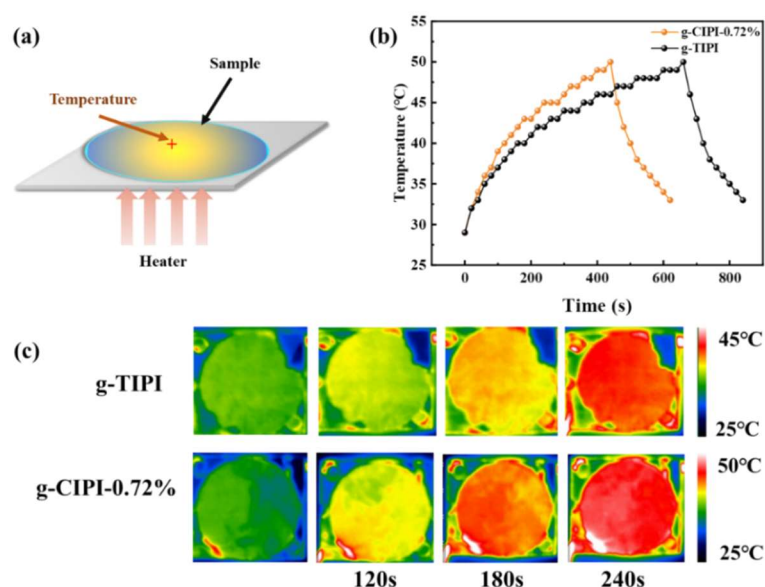 (a)
Sample
Temperature
Heater
(b)
g-CIPI-0.72%
g-TIPI
55
50
45
40
35
30
25
Temperature (℃)
0 200 400 600 800
Time (s)
(c)
g-TIPI
45℃
25℃
g-CIPI-0.72%
50℃
25℃
120s 180s 240s